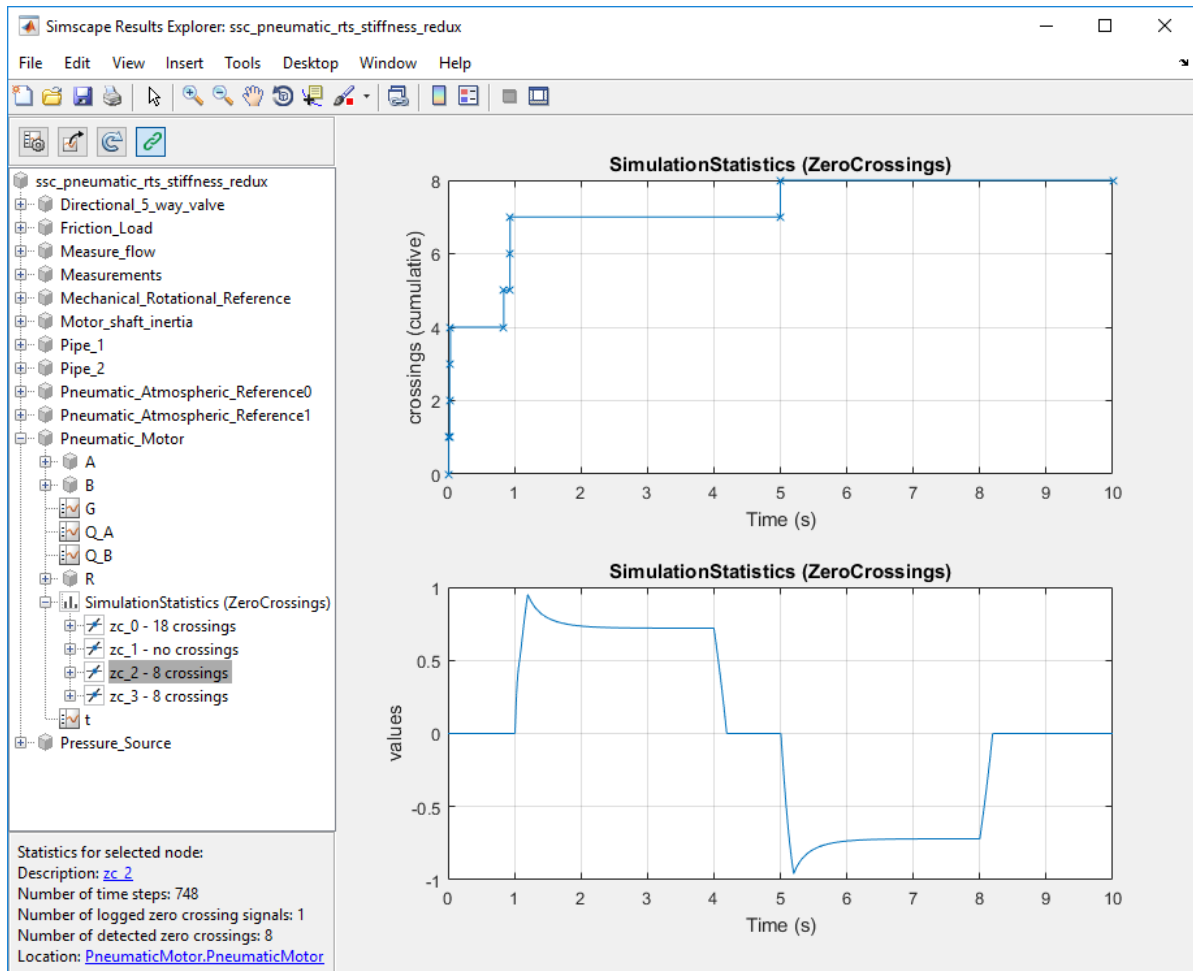 Simscape Results Explorer: ssc_pneumatic_rts_stiffness_redux
File Edit View Insert Tools Desktop Window Help
ssc_pneumatic_rts_stiffness_redux
Directional_5_way_valve
Friction_Load
Measure_flow
Measurements
Mechanical_Rotational_Reference
Motor_shaft_inertia
Pipe_1
Pipe_2
Pneumatic_Atmospheric_Reference0
Pneumatic_Atmospheric_Reference1
Pneumatic_Motor
A
B
G
Q_A
Q_B
R
SimulationStatistics (ZeroCrossings)
zc_0 - 18 crossings
zc_1 - no crossings
zc_2 - 8 crossings
zc_3 - 8 crossings
t
Pressure_Source
Statistics for selected node:
Description: zc_2
Number of time steps: 748
Number of logged zero crossing signals: 1
Number of detected zero crossings: 8
Location: PneumaticMotor.PneumaticMotor
SimulationStatistics (ZeroCrossings)
crossings (cumulative)
8
6
4
2
0
0 1 2 3 4 5 6 7 8 9 10
Time (s)
SimulationStatistics (ZeroCrossings)
values
1
0.5
0
-0.5
-1
0 1 2 3 4 5 6 7 8 9 10
Time (s)